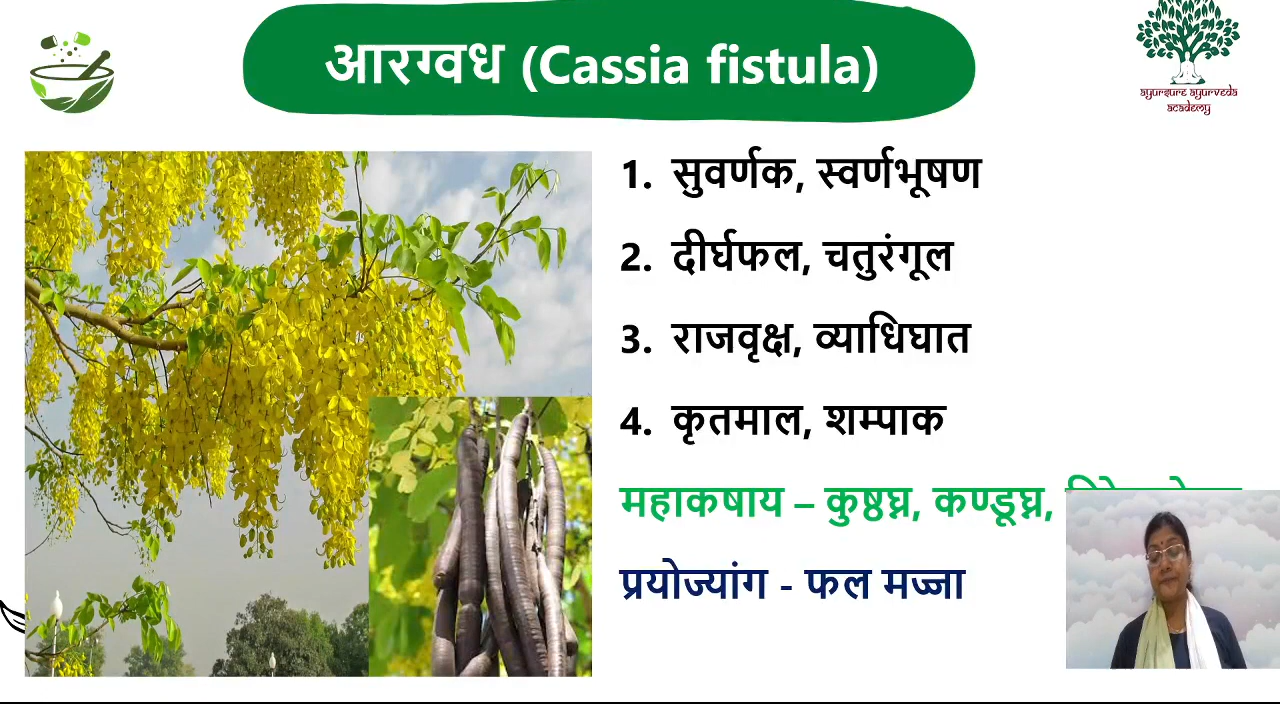 आरग्वध (Cassia fistula)
ayursure ayurveda
academy
1. सुवर्णक, स्वर्णभूषण
2. दीर्घफल, चतुरंगूल
3. राजवृक्ष, व्याधिघात
4. कृतमाल, शम्पाक
महाकषाय – कुष्ठघ्न, कण्डूघ्न,
प्रयोज्यांग - फल मज्जा